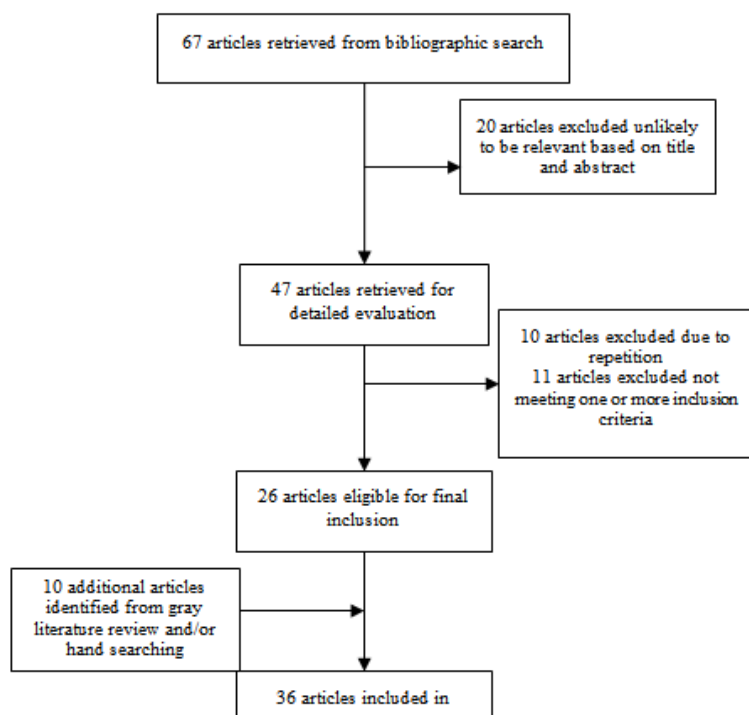 67 articles retrieved from bibliographic search
20 articles excluded unlikely
to be relevant based on title
and abstract
47 articles retrieved for
detailed evaluation
10 articles excluded due to
repetition
11 articles excluded not
meeting one or more inclusion
criteria
26 articles eligible for final
inclusion
10 additional articles
identified from gray
literature review and/or
hand searching
36 articles included in